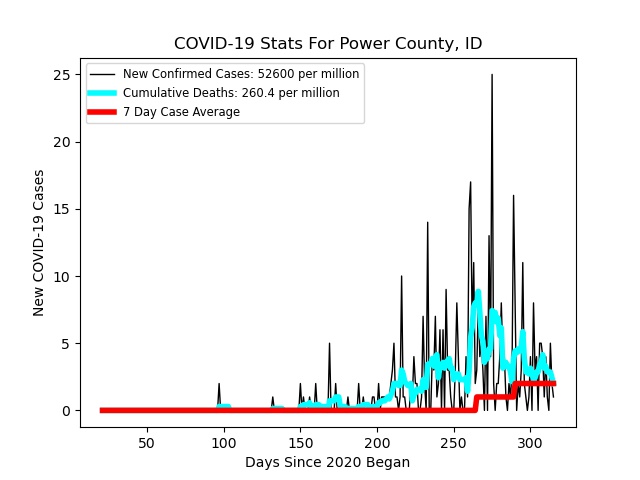 COVID-19 Stats For Power County, ID
New Confirmed Cases: 52600 per million
Cumulative Deaths: 260.4 per million
7 Day Case Average
New COVID-19 Cases
25
20
15
10
5
0
50 100 150 200 250 300
Days Since 2020 Began